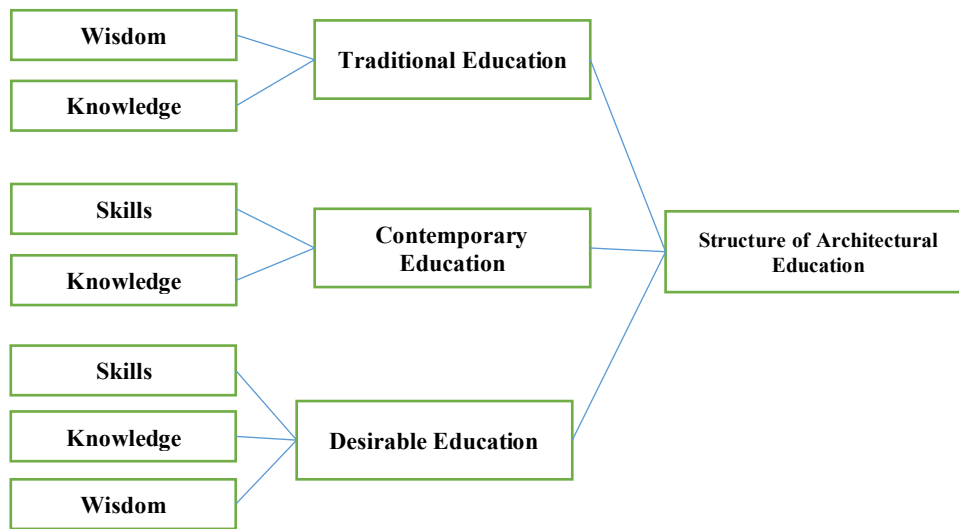 Wisdom
Knowledge
Traditional Education
Skills
Knowledge
Contemporary
Education
Skills
Knowledge
Wisdom
Desirable Education
Structure of Architectural
Education